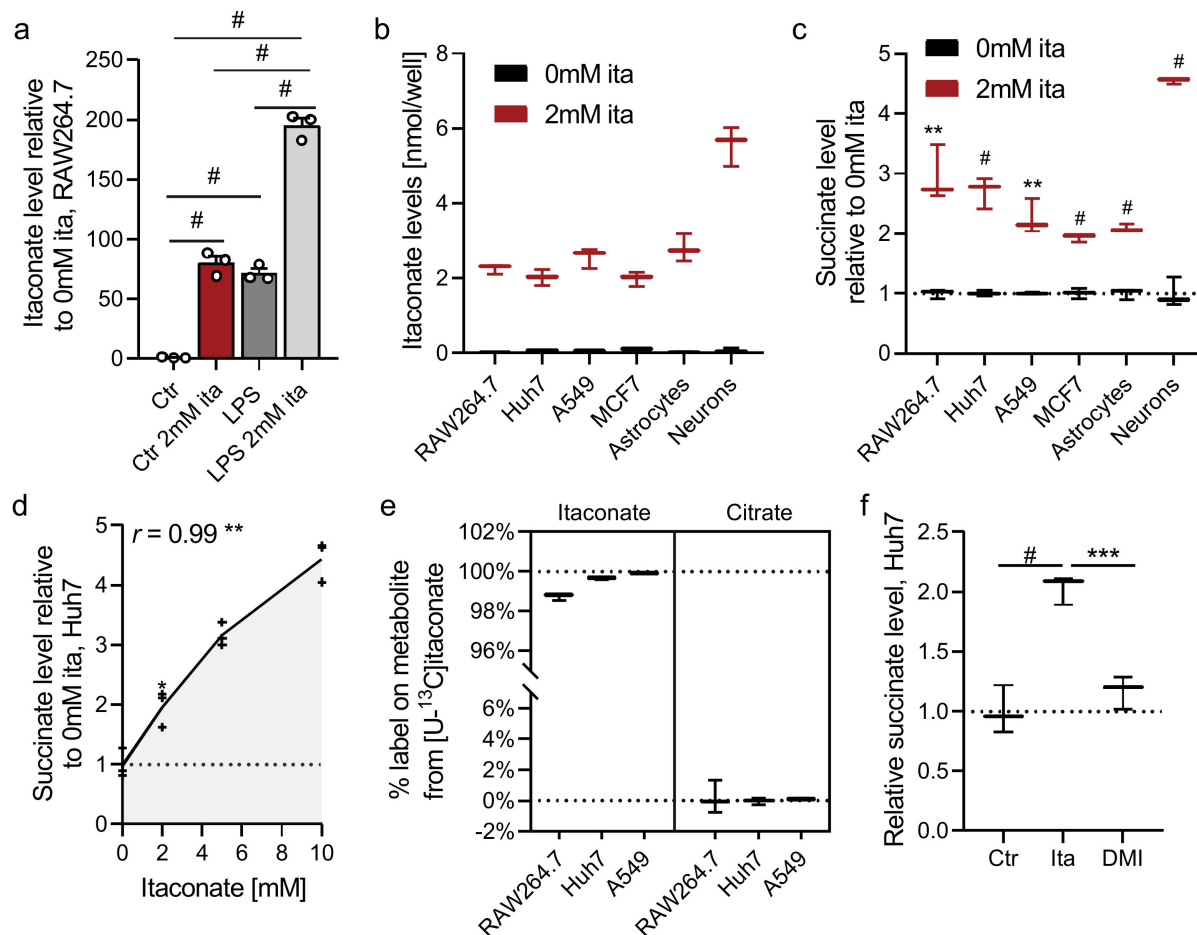 a
Itaconate level relative
to 0mM ita, RAW264.7
250
200
150
100
50
0
#
#
#
#
#
Ctr
Ctr 2mM ita
LPS
LPS 2mM ita
b
Itaconate levels [nmol/well]
8
6
4
2
0
0mM ita
2mM ita
RAW264.7
Huh7
A549
MCF7
Astrocytes
Neurons
c
Succinate level
relative to 0mM ita
5
4
3
2
1
0
0mM ita
2mM ita
**
#
**
#
#
#
RAW264.7
Huh7
A549
MCF7
Astrocytes
Neurons
d
Succinate level relative
to 0mM ita, Huh7
r = 0.99 **
5
4
3
2
1
0
*
0 2 4 6 8 10
Itaconate [mM]
e
% label on metabolite
from [U-¹³C]itaconate
Itaconate Citrate
102%
100%
98%
96%
6%
4%
2%
0%
-2%
RAW264.7
Huh7
A549
RAW264.7
Huh7
A549
f
Relative succinate level, Huh7
2.5
2.0
1.5
1.0
0.5
0.0
# ***
Ctr Ita DMI